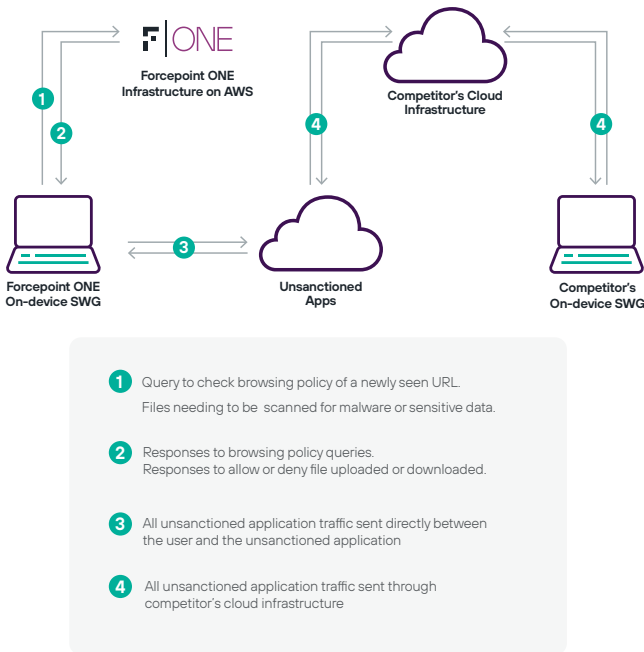 F|ONE
Forcepoint ONE
Infrastructure on AWS
Competitor's Cloud
Infrastructure
1
2
4
4
3
Forcepoint ONE
On-device SWG
Unsanctioned
Apps
Competitor's
On-device SWG
1 Query to check browsing policy of a newly seen URL.
Files needing to be scanned for malware or sensitive data.
2 Responses to browsing policy queries.
Responses to allow or deny file uploaded or downloaded.
3 All unsanctioned application traffic sent directly between
the user and the unsanctioned application
4 All unsanctioned application traffic sent through
competitor's cloud infrastructure